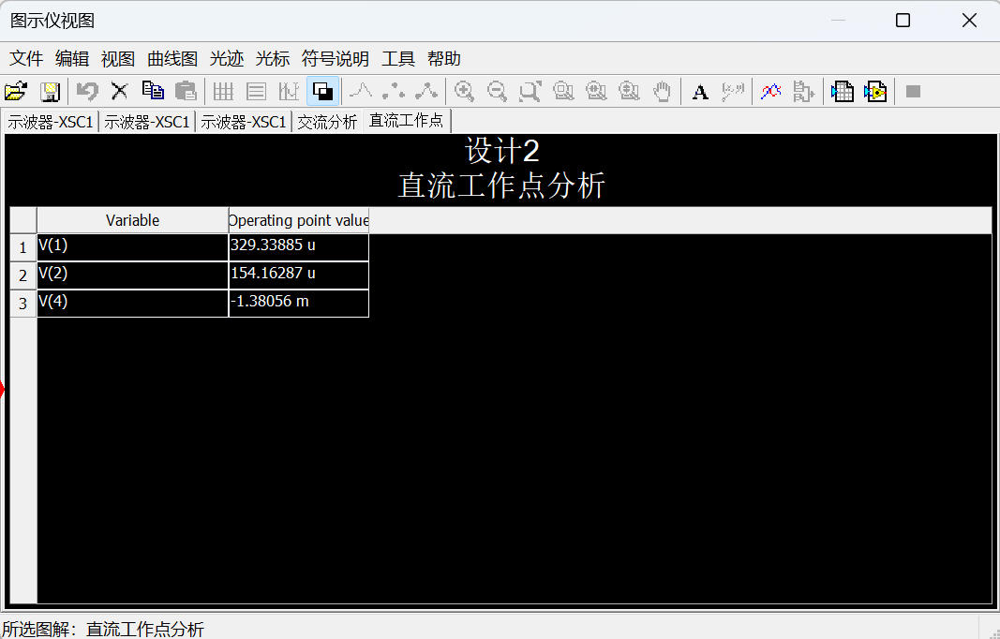 图示仪视图
文件 编辑 视图 曲线图 光迹 光标 符号说明 工具 帮助
A
示波器-XSC1 示波器-XSC1 示波器-XSC1 交流分析 直流工作点
设计2
直流工作点分析
Variable Operating point value
1 V(1) 329.33885 u
2 V(2) 154.16287 u
3 V(4) -1.38056 m
所选图解：直流工作点分析